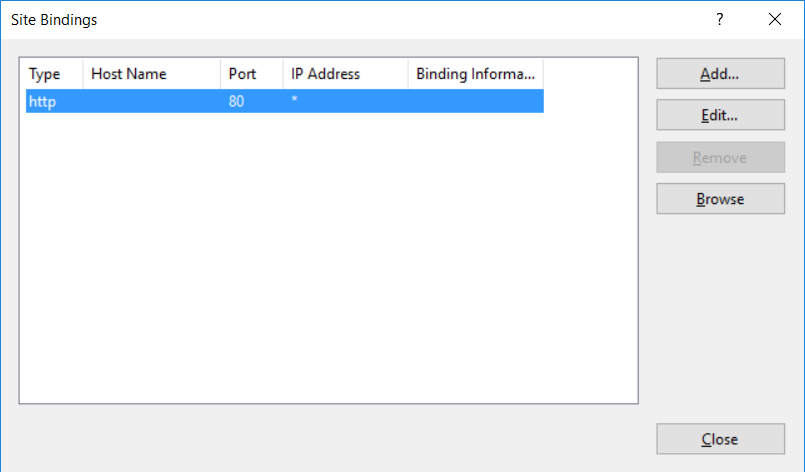 Site Bindings ?
Type Host Name Port IP Address Binding Informa...
http 80 *
Add...
Edit...
Remove
Browse
Close